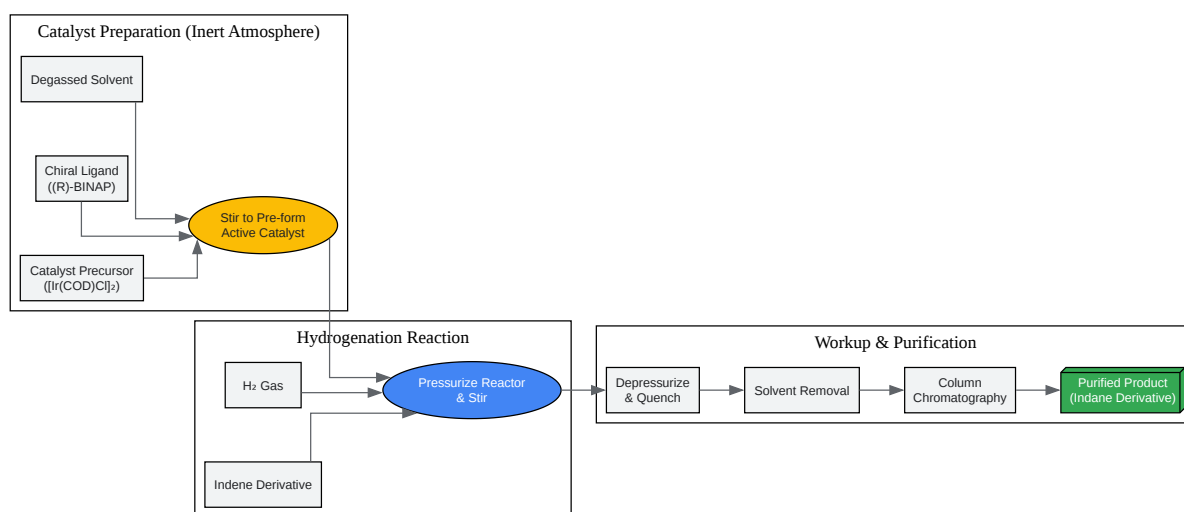 Catalyst Preparation (Inert Atmosphere)
Degassed Solvent
Chiral Ligand
((R)-BINAP)
Stir to Pre-form
Active Catalyst
Catalyst Precursor
([Ir(COD)Cl]₂)
Hydrogenation Reaction
H₂ Gas
Pressurize Reactor
& Stir
Indene Derivative
Workup & Purification
Depressurize
& Quench
Solvent Removal
Column
Chromatography
Purified Product
(Indane Derivative)